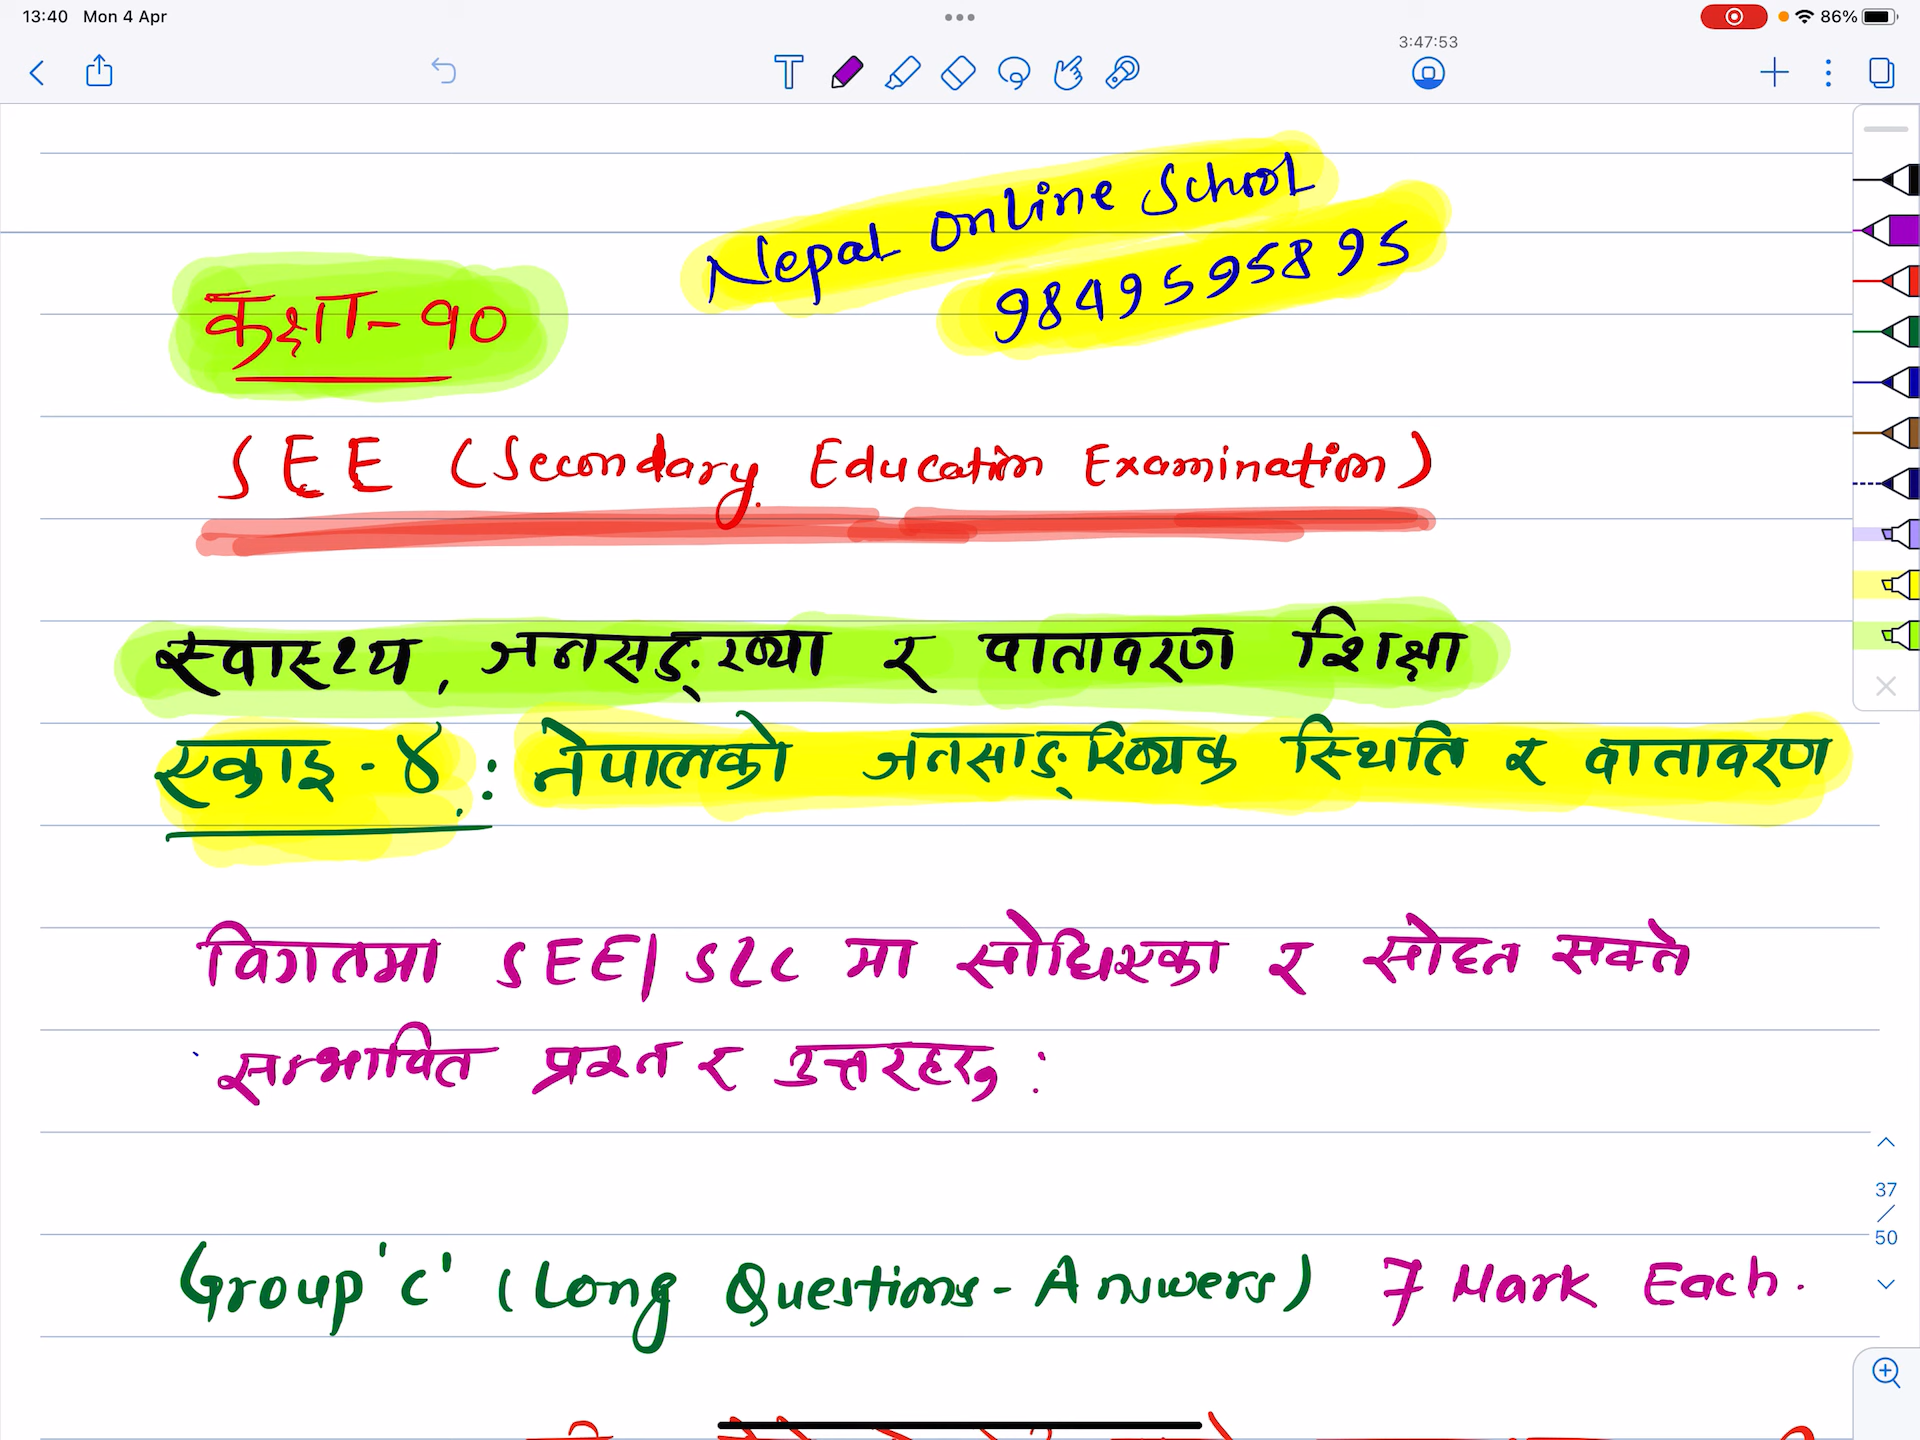 13:40 Mon 4 Apr
86%
3:47:53
Nepal Online School
9849595895
कक्षा-१०
SEE (Secondary Education Examination)
स्वास्थ्य, जनसङ्ख्या र वातावरण शिक्षा
एकाइ-४: नेपालको जनसाङ्ख्यिक स्थिति र वातावरण
विगतमा SEE/SLC मा सोधिएका र सोध्न सक्ने
सम्भावित प्रश्न र उत्तरहरु:
37
/
50
Group 'C' (Long Questions-Answers) 7 Mark Each.